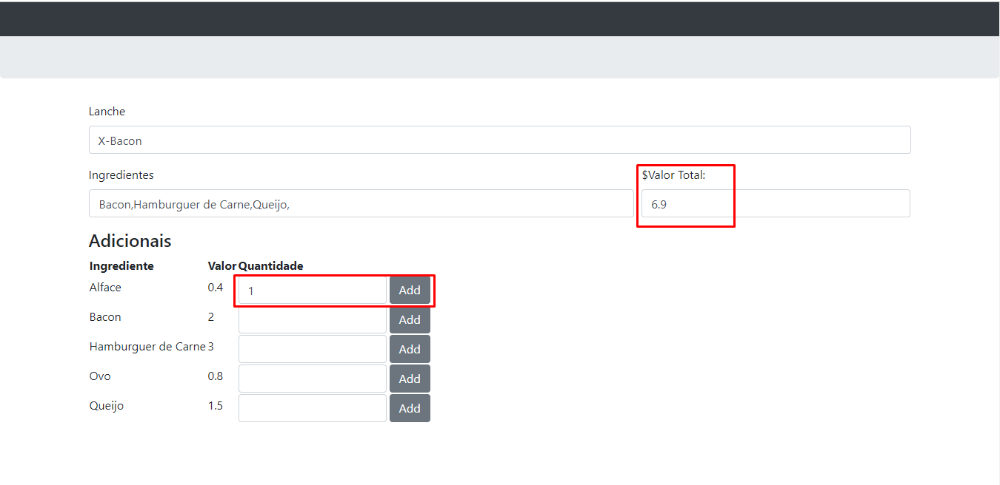 Lanche
X-Bacon
Ingredientes $Valor Total:
Bacon,Hamburguer de Carne,Queijo, 6.9
Adicionais
Ingrediente Valor Quantidade
Alface 0.4 1 Add
Bacon 2 Add
Hamburguer de Carne 3 Add
Ovo 0.8 Add
Queijo 1.5 Add